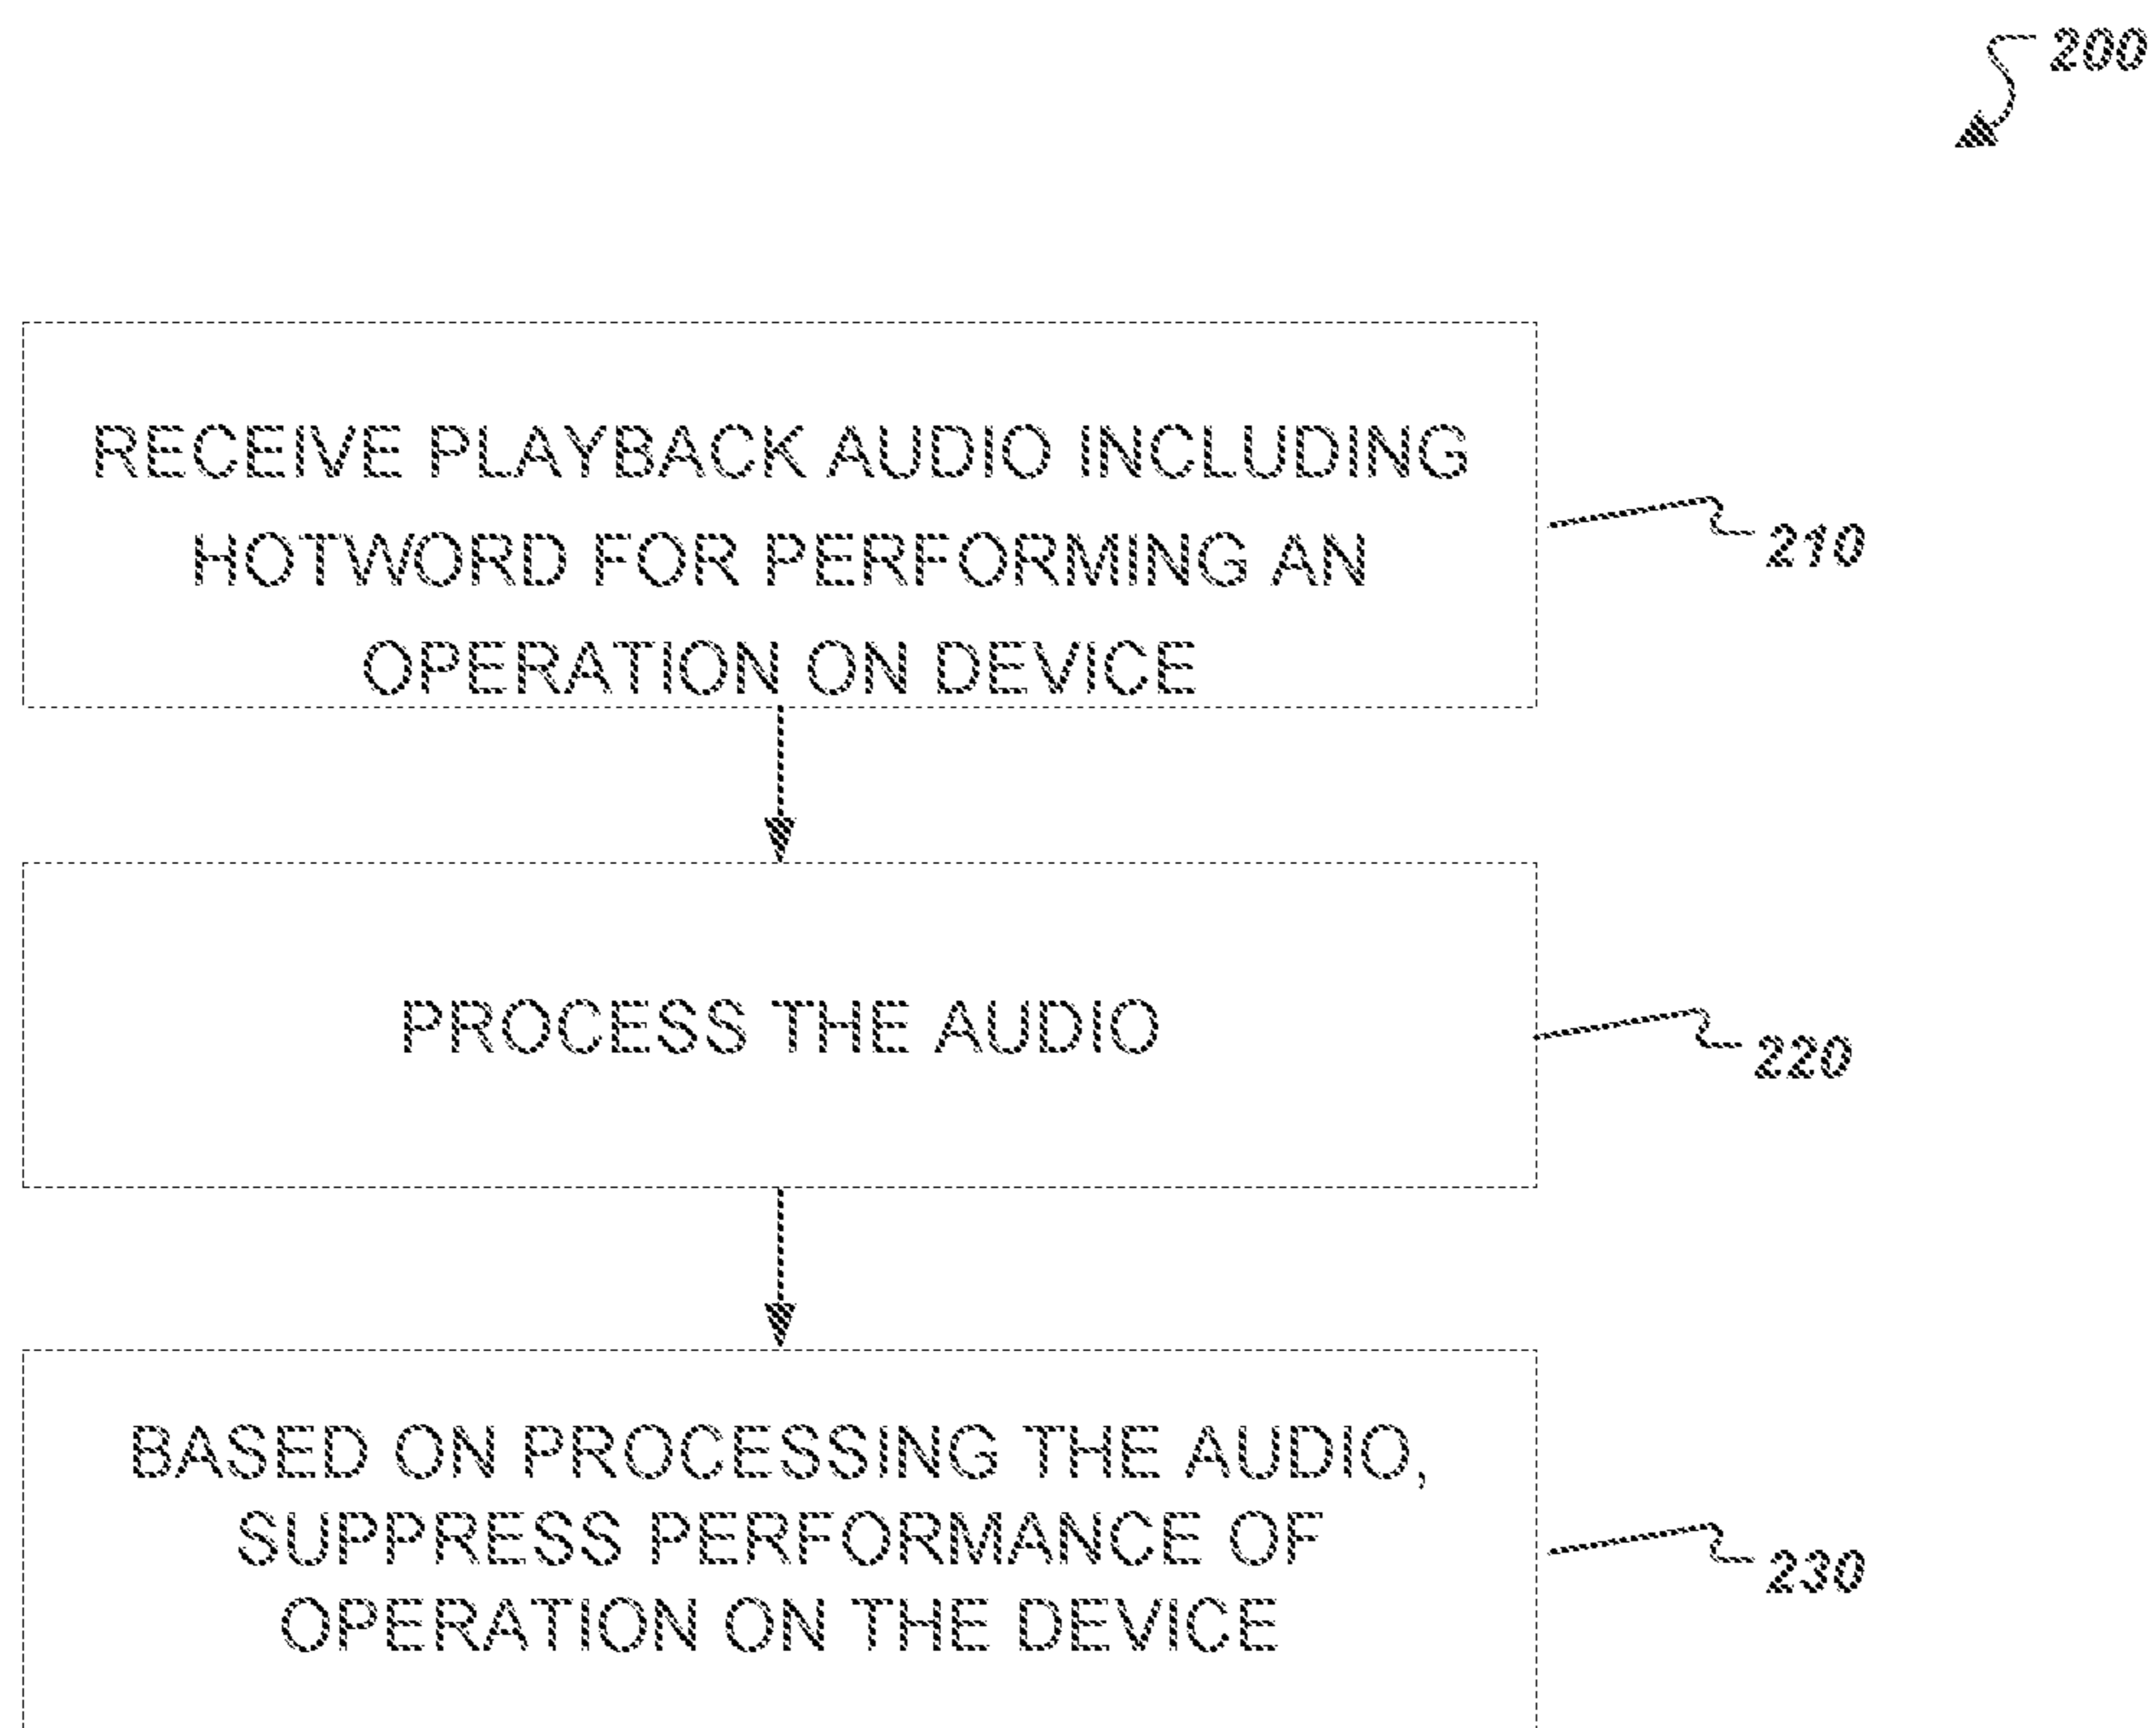 200
RECEIVE PLAYBACK AUDIO INCLUDING
HOTWORD FOR PERFORMING AN
OPERATION ON DEVICE
210
PROCESS THE AUDIO
220
BASED ON PROCESSING THE AUDIO,
SUPPRESS PERFORMANCE OF
OPERATION ON THE DEVICE
230